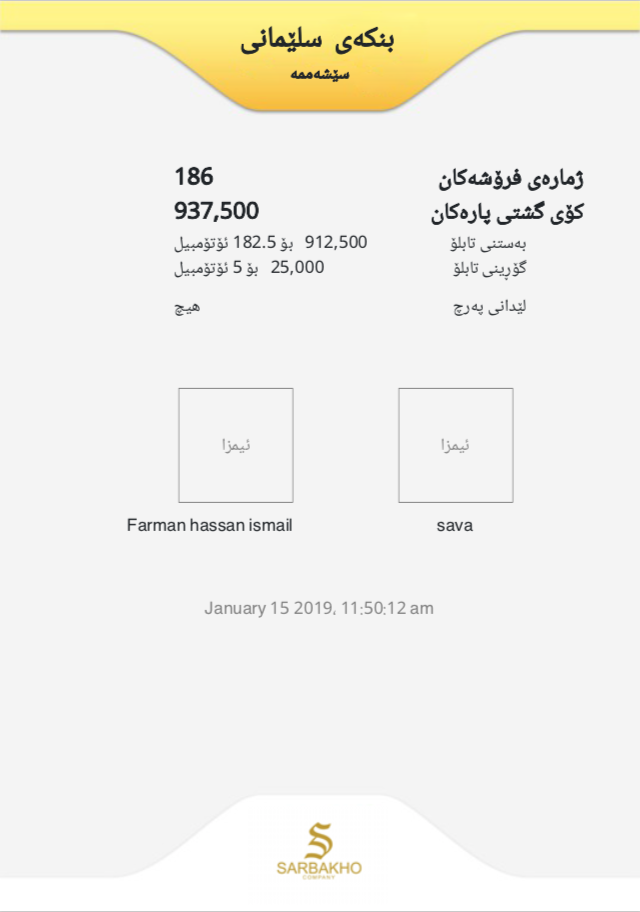 بنکەی سلێمانی
سێشەممە
ژمارەی فرۆشەکان 186
کۆی گشتی پارەکان 937,500
بەستنی تابلۆ 912,500 بۆ 182.5 ئۆتۆمبیل
گۆڕینی تابلۆ 25,000 بۆ 5 ئۆتۆمبیل
لێدانی پەرچ هیچ
ئیمزا ئیمزا
Farman hassan ismail sava
January 15 2019, 11:50:12 am
S
SARBAKHO
COMPANY